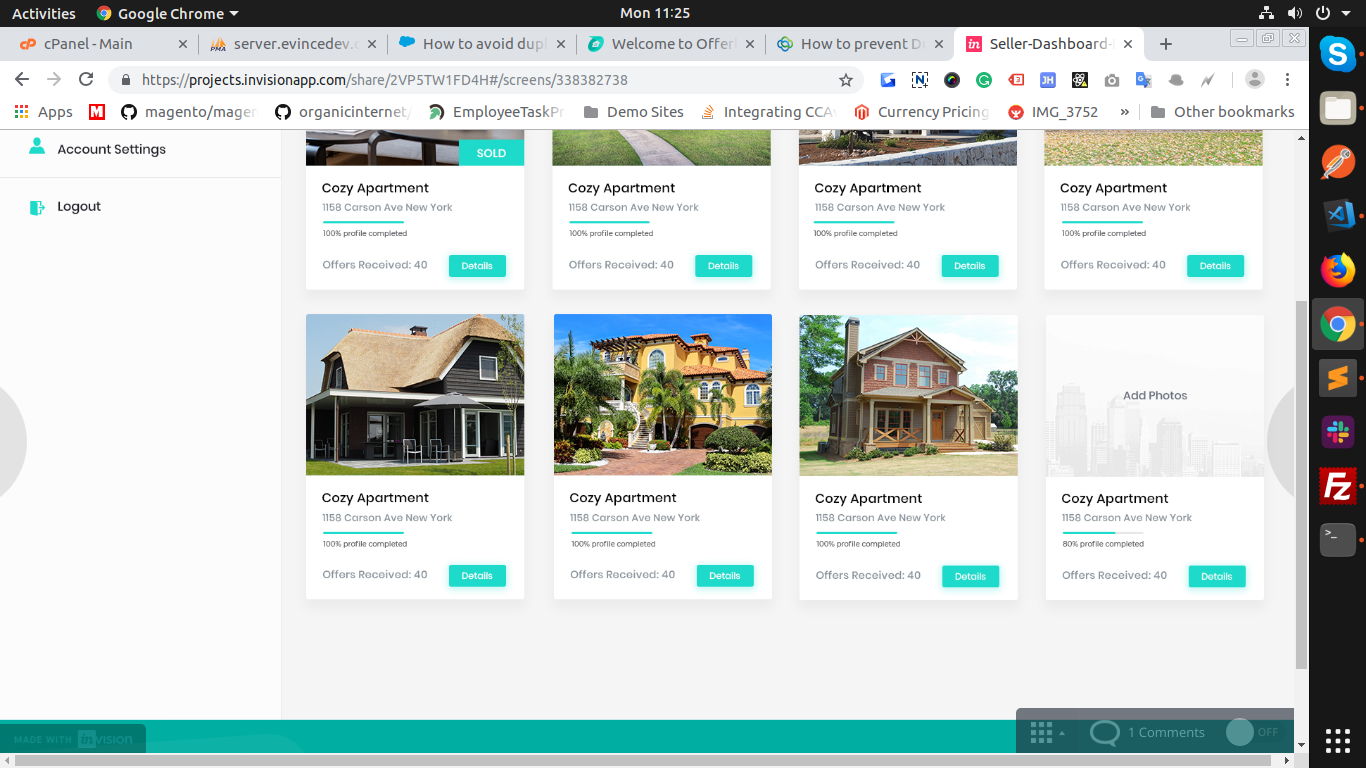 Activities Google Chrome Mon 11:25
cPanel - Main server.evincedev.c How to avoid dupl Welcome to Offer How to prevent D Seller-Dashboard-
https://projects.invisionapp.com/share/2VP5TW1FD4H#/screens/338382738
Apps magento/magen organicinternet/ EmployeeTaskPr Demo Sites Integrating CCAv Currency Pricing IMG_3752 » Other bookmarks
Account Settings
Logout
SOLD
Cozy Apartment Cozy Apartment Cozy Apartment Cozy Apartment
1158 Carson Ave New York 1158 Carson Ave New York 1158 Carson Ave New York 1158 Carson Ave New York
100% profile completed 100% profile completed 100% profile completed 100% profile completed
Offers Received: 40 Details Offers Received: 40 Details Offers Received: 40 Details Offers Received: 40 Details
Add Photos
Cozy Apartment Cozy Apartment Cozy Apartment Cozy Apartment
1158 Carson Ave New York 1158 Carson Ave New York 1158 Carson Ave New York 1158 Carson Ave New York
100% profile completed 100% profile completed 100% profile completed 80% profile completed
Offers Received: 40 Details Offers Received: 40 Details Offers Received: 40 Details Offers Received: 40 Details
MADE WITH invision 1 Comments OFF